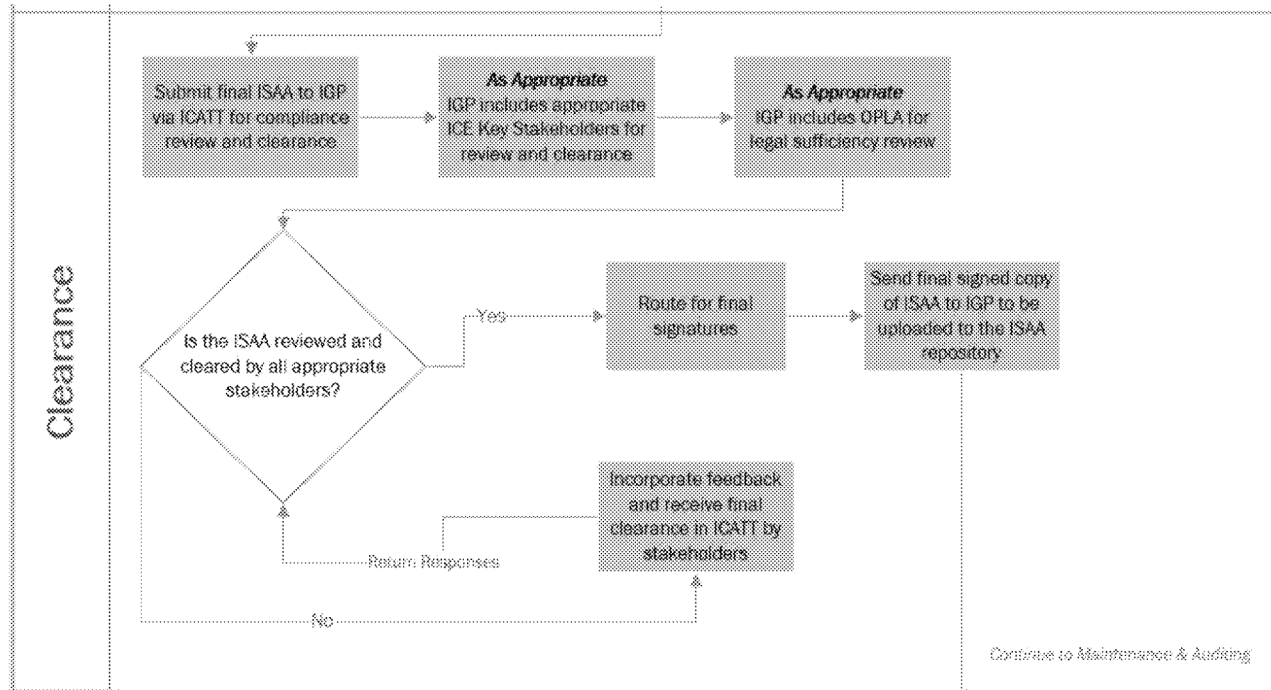 Clearance
Submit final ISAA to IGP
via ICATT for compliance
review and clearance
As Appropriate
IGP includes appropriate
ICE Key Stakeholders for
review and clearance
As Appropriate
IGP includes OPLA for
legal sufficiency review
Is the ISAA reviewed and
cleared by all appropriate
stakeholders?
Yes
Route for final
signatures
Send final signed copy
of ISAA to IGP to be
uploaded to the ISAA
repository
Incorporate feedback
and receive final
clearance in ICATT by
stakeholders
Return Responses
No
Continue to Maintenance & Auditing